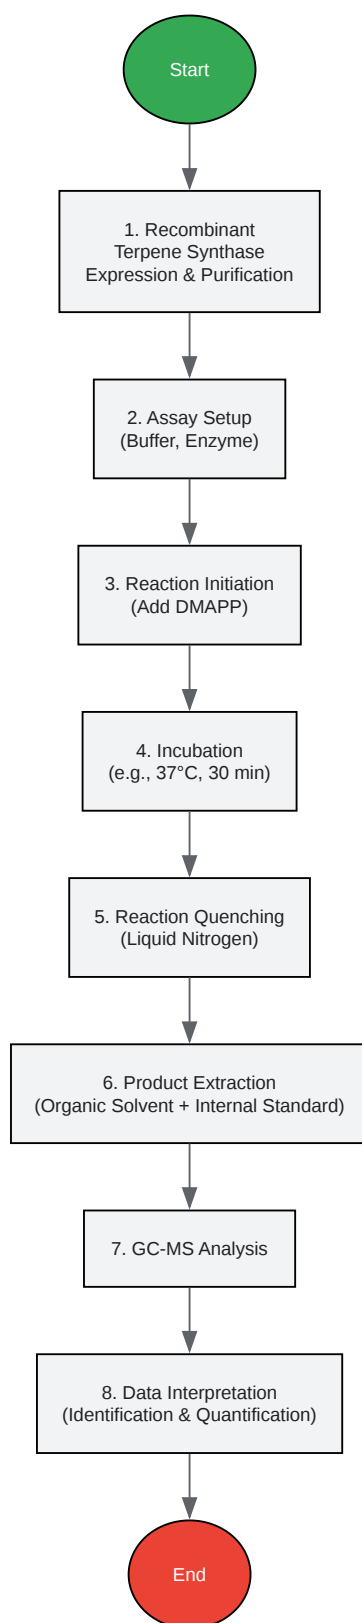 Start
1. Recombinant
Terpene Synthase
Expression & Purification
2. Assay Setup
(Buffer, Enzyme)
3. Reaction Initiation
(Add DMAPP)
4. Incubation
(e.g., 37°C, 30 min)
5. Reaction Quenching
(Liquid Nitrogen)
6. Product Extraction
(Organic Solvent + Internal Standard)
7. GC-MS Analysis
8. Data Interpretation
(Identification & Quantification)
End